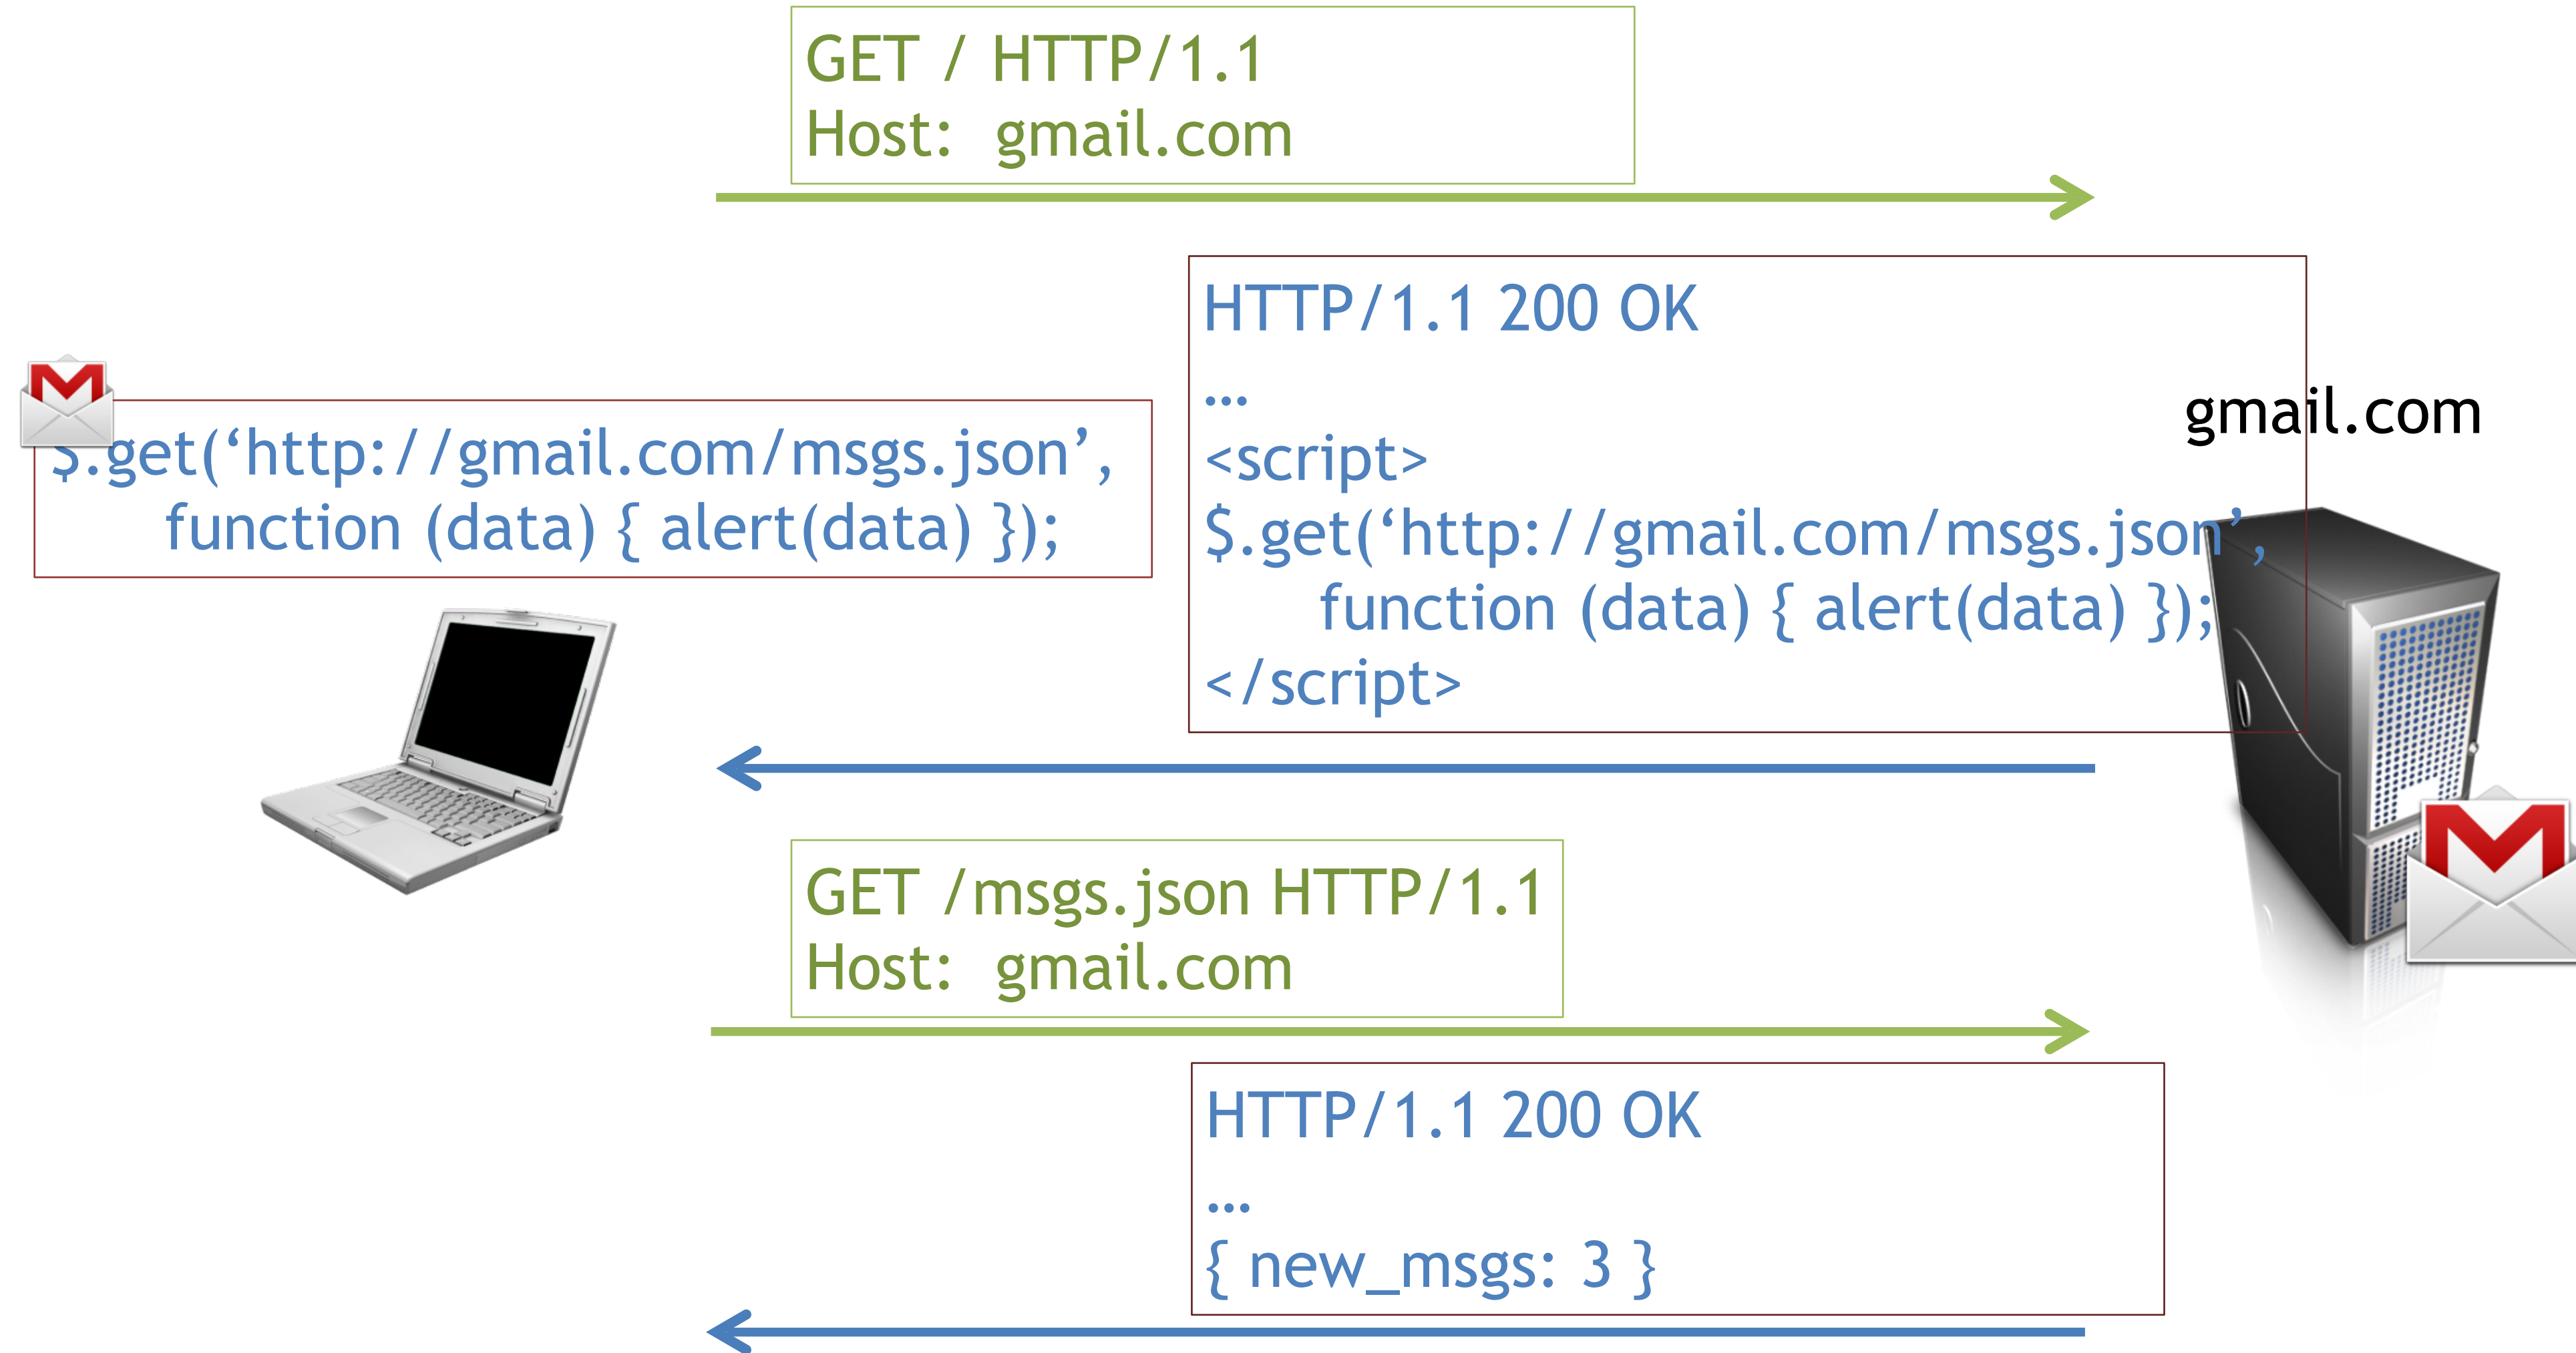 GET / HTTP/1.1
Host: gmail.com
HTTP/1.1 200 OK
…
<script>
$.get(‘http://gmail.com/msgs.json’,
function (data) { alert(data) });
</script>
gmail.com
$.get(‘http://gmail.com/msgs.json’,
function (data) { alert(data) });
GET /msgs.json HTTP/1.1
Host: gmail.com
HTTP/1.1 200 OK
…
{ new_msgs: 3 }